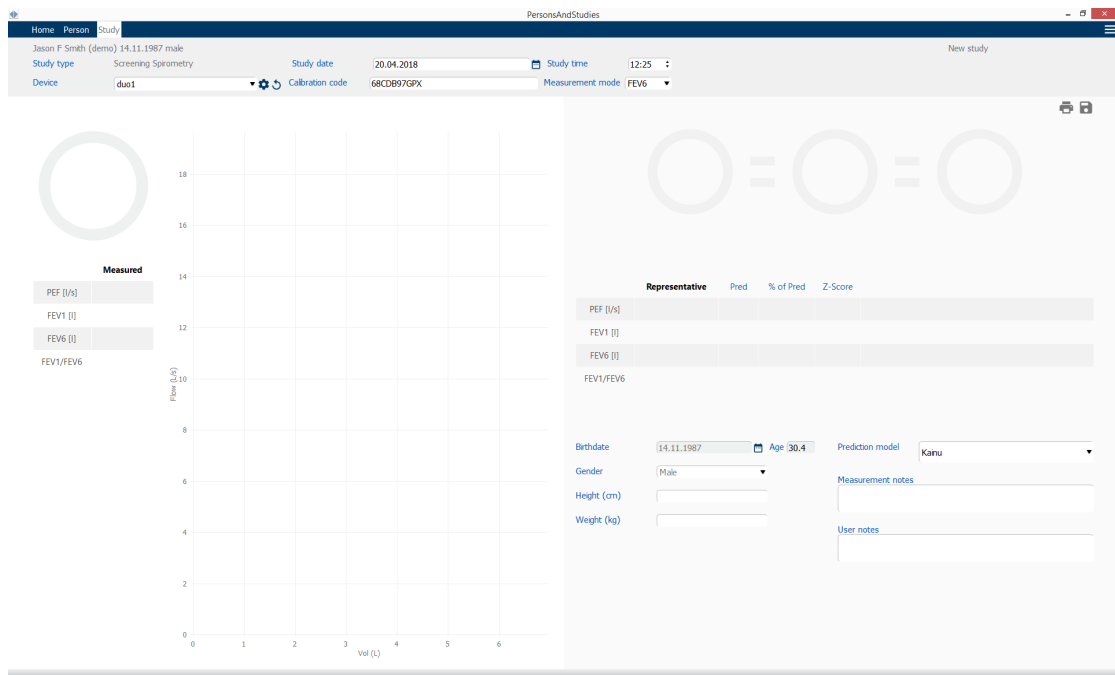 PersonsAndStudies
Home Person Study
Jason F Smith (demo) 14.11.1987 male New study
Study type Screening Spirometry Study date 20.04.2018 Study time 12:25
Device duo1 Calibration code 68CDB97GPX Measurement mode FEV6
Measured
PEF [l/s]
FEV1 [l]
FEV6 [l]
FEV1/FEV6
18
16
14
12
10
8
6
4
2
0
Flow (L/s)
0 1 2 3 4 5 6
Vol (L)
Representative Pred % of Pred Z-Score
PEF [l/s]
FEV1 [l]
FEV6 [l]
FEV1/FEV6
Birthdate 14.11.1987 Age 30.4 Prediction model Kainu
Gender Male
Measurement notes
Height (cm)
Weight (kg)
User notes